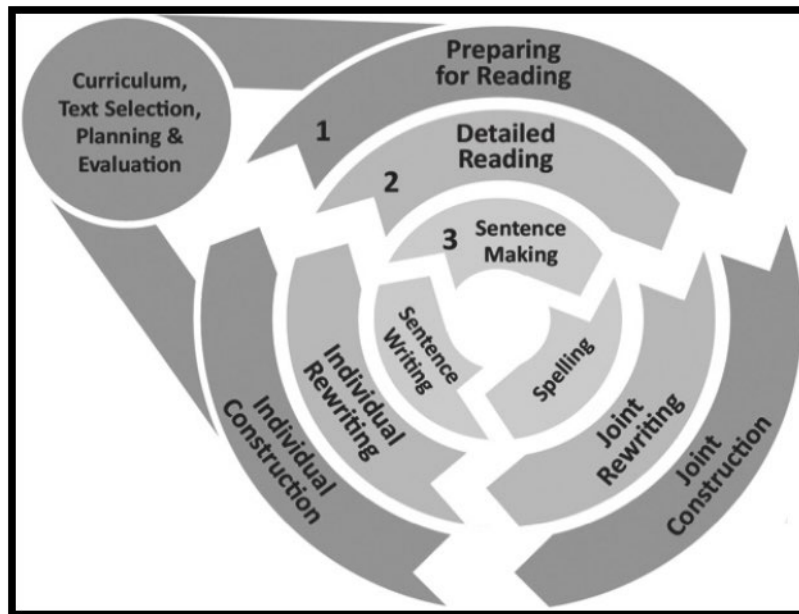 Curriculum,
Text Selection,
Planning &
Evaluation
Preparing
for Reading
1
Detailed
Reading
2
Sentence
Making
3
Sentence
Writing
Spelling
Individual
Rewriting
Joint
Rewriting
Individual
Construction
Joint
Construction